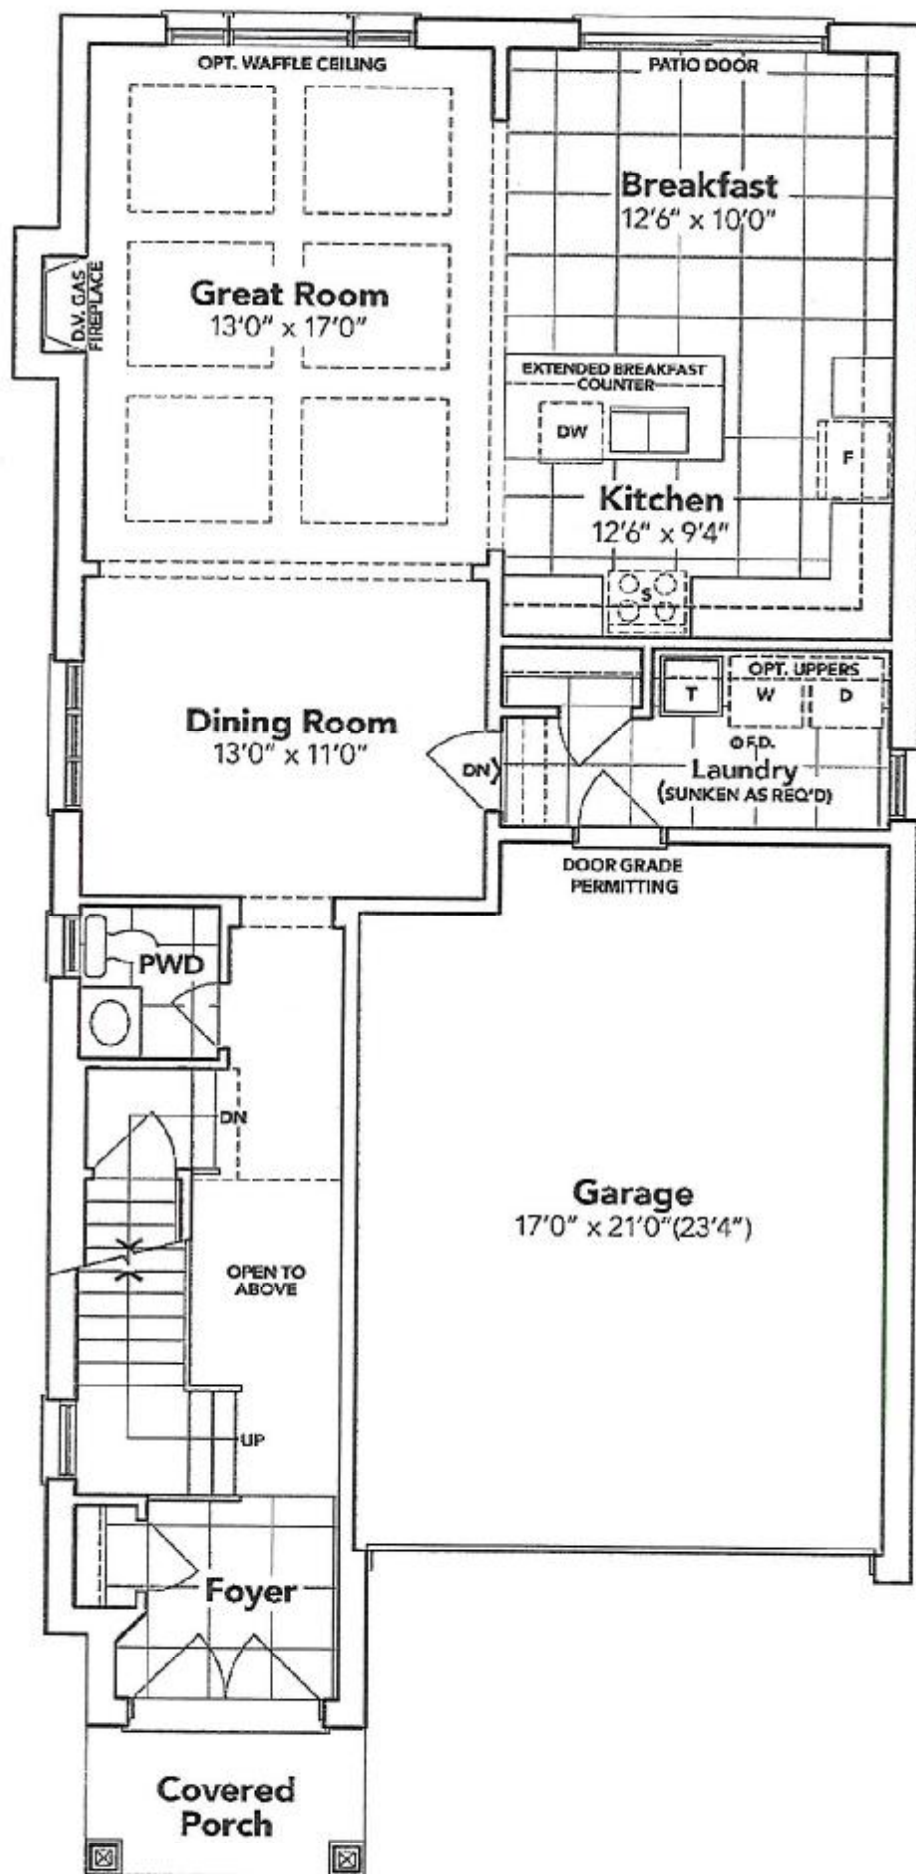 OPT. WAFFLE CEILING
PATIO DOOR
Breakfast
12'6" x 10'0"
D.V. GAS
FIREPLACE
Great Room
13'0" x 17'0"
EXTENDED BREAKFAST
COUNTER
DW
F
Kitchen
12'6" x 9'4"
S
OPT. UPPERS
T
W
D
Dining Room
13'0" x 11'0"
DN
F.D.
Laundry
(SUNKEN AS REQ'D)
DOOR GRADE
PERMITTING
PWD
DN
Garage
17'0" x 21'0"(23'4")
OPEN TO
ABOVE
UP
Foyer
Covered
Porch